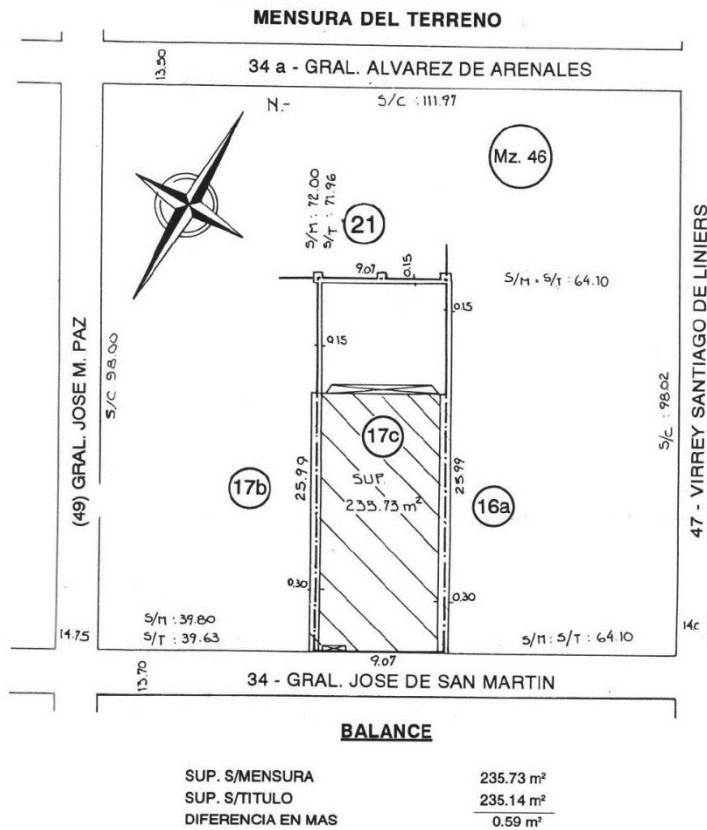 MENSURA DEL TERRENO
13.50
34 a - GRAL. ALVAREZ DE ARENALES
N.-
S/C : 111.97
Mz. 46
S/M : 72.00
S/T : 71.96
21
9.07
0.15
S/M = S/T : 64.10
0.15
0.15
(49) GRAL. JOSE M. PAZ
S/C 98.00
47 - VIRREY SANTIAGO DE LINIERS
S/C : 98.02
17c
17b
25.99
SUP.
235.73 m²
25.99
16a
0.30
0.30
S/M : 39.80
S/T : 39.63
14.75
S/M : S/T : 64.10
9.07
13.70
34 - GRAL. JOSE DE SAN MARTIN
BALANCE
SUP. S/MENSURA 235.73 m²
SUP. S/TITULO 235.14 m²
DIFERENCIA EN MAS 0.59 m²